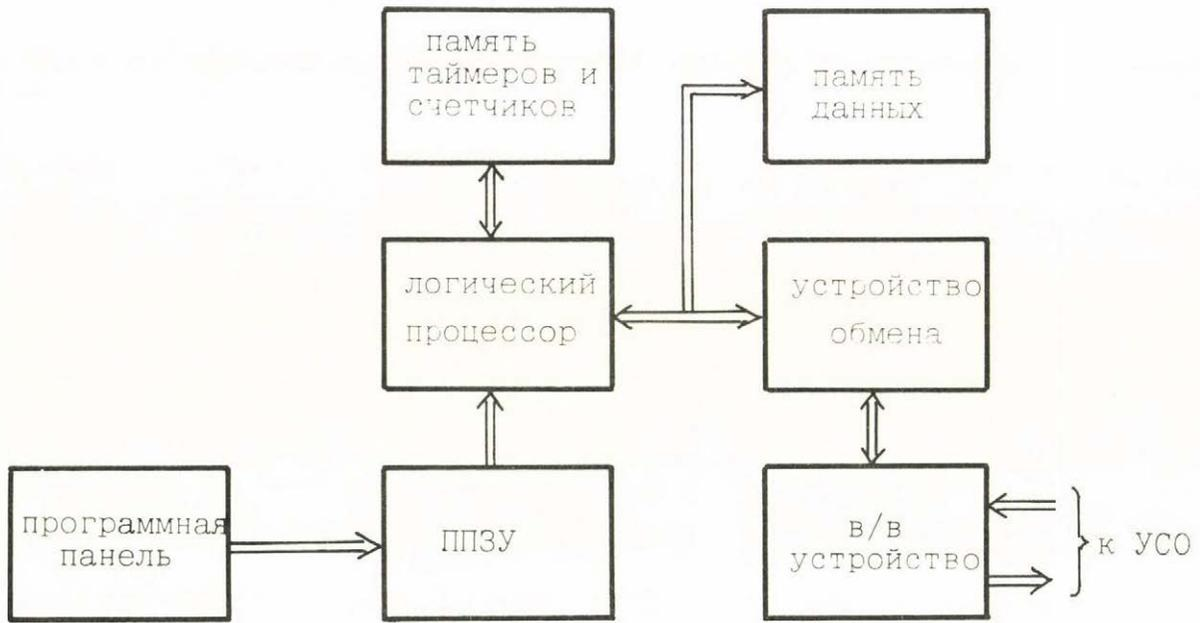 память
таймеров и
счетчиков
память
данных
логический
процессор
устройство
обмена
программная
панель
ППЗУ
в/в
устройство
к УСО